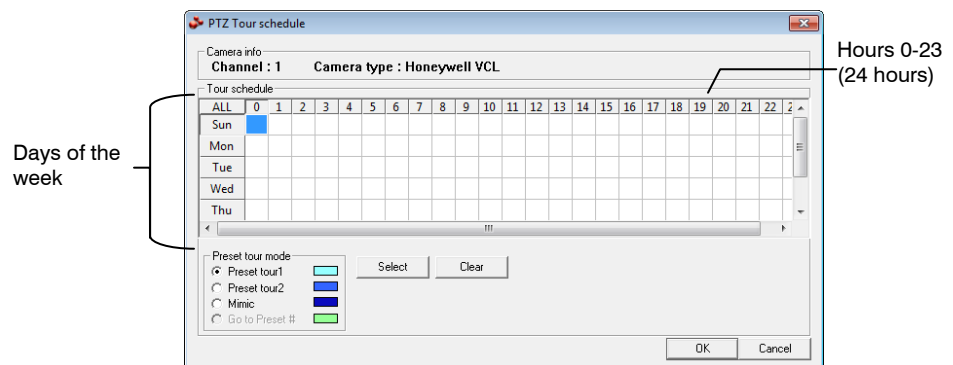 PTZ Tour schedule
Camera info
Channel : 1 Camera type : Honeywell VCL
Hours 0-23
(24 hours)
Tour schedule
ALL 0 1 2 3 4 5 6 7 8 9 10 11 12 13 14 15 16 17 18 19 20 21 22 2
Sun
Mon
Tue
Wed
Thu
Days of the
week
Preset tour mode
Preset tour1
Preset tour2
Mimic
Go to Preset #
Select Clear
OK Cancel